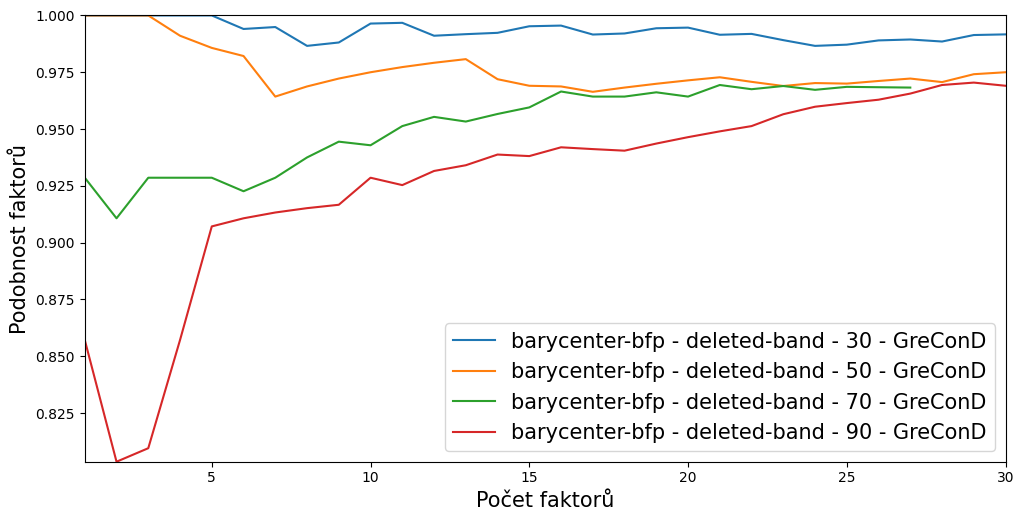 1.000
0.975
0.950
0.925
0.900
0.875
0.850
0.825
Podobnost faktorů
barycenter-bfp - deleted-band - 30 - GreConD
barycenter-bfp - deleted-band - 50 - GreConD
barycenter-bfp - deleted-band - 70 - GreConD
barycenter-bfp - deleted-band - 90 - GreConD
5 10 15 20 25 30
Počet faktorů